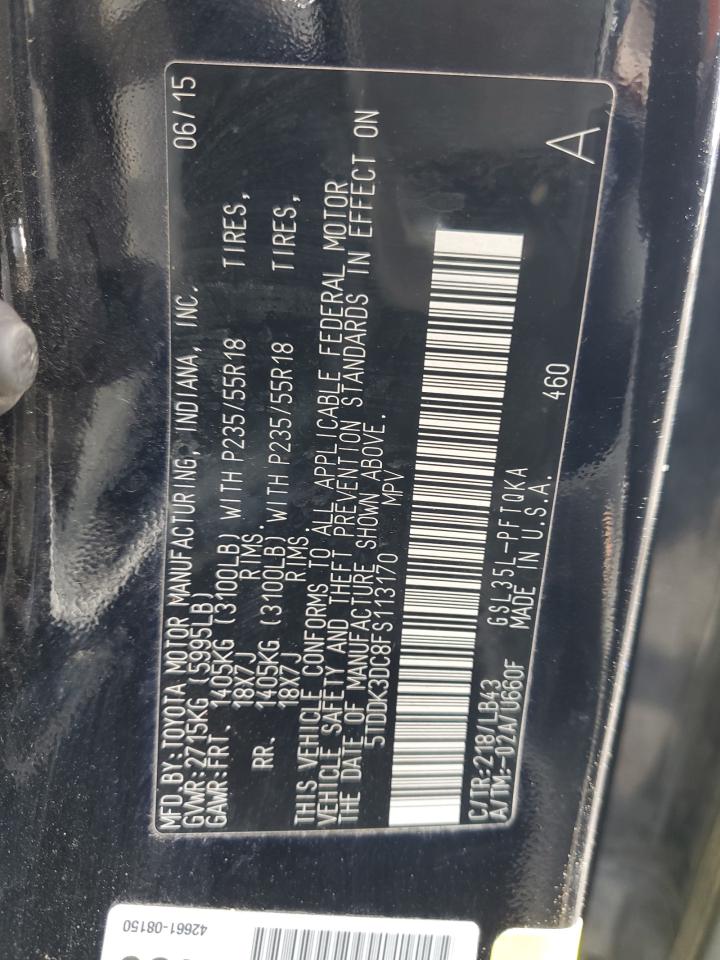 MFD.BY:TOYOTA MOTOR MANUFACTURING, INDIANA, INC. 06/15
GVWR:2715KG (5995LB)
GAWR:FRT. 1405KG (3100LB) WITH P235/55R18 TIRES,
18X7J RIMS.
RR. 1405KG (3100LB) WITH P235/55R18 TIRES,
18X7J RIMS.
THIS VEHICLE CONFORMS TO ALL APPLICABLE FEDERAL MOTOR
VEHICLE SAFETY AND THEFT PREVENTION STANDARDS IN EFFECT ON
THE DATE OF MANUFACTURE SHOWN ABOVE.
5TDDK3DC8FS113170 MPV
C/TR:218/LB43 GSL35L-PFTQKA
A/TM:-02A/U660F MADE IN U.S.A.
460
A
42661-08150